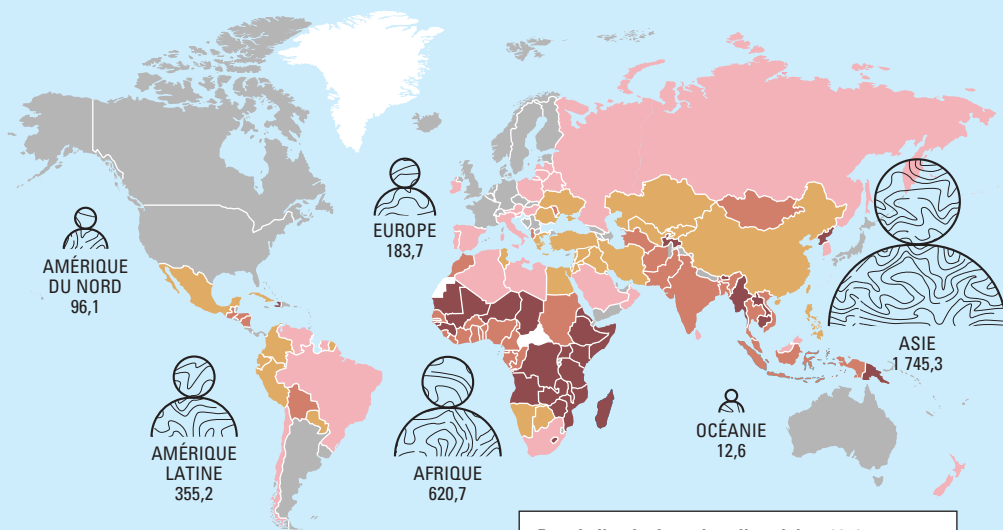 AMÉRIQUE
DU NORD
96,1
EUROPE
183,7
ASIE
1 745,3
AMÉRIQUE
LATINE
355,2
AFRIQUE
620,7
OCÉANIE
12,6